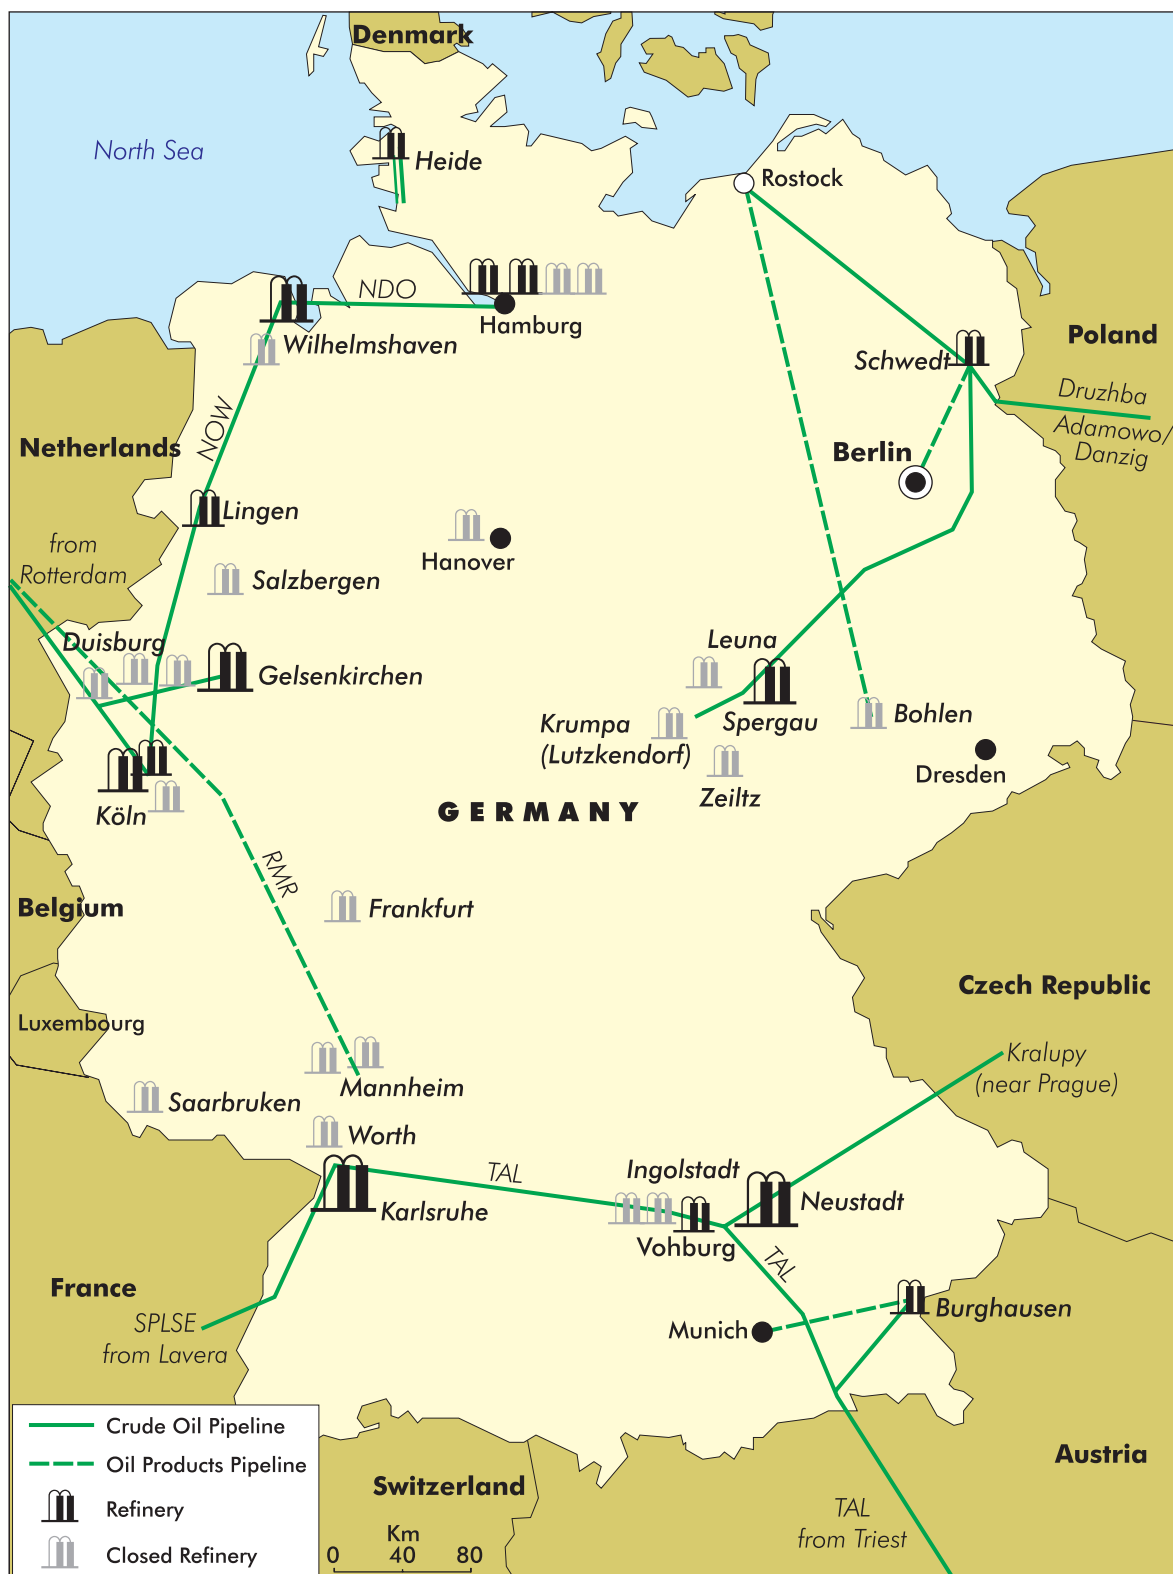 Denmark
North Sea
Heide
Rostock
NDO
Hamburg
Wilhelmshaven
Poland
Schwedt
Druzhba
Adamowo/
Danzig
NOW
Netherlands
Berlin
Lingen
from
Rotterdam
Hanover
Salzbergen
Duisburg
Leuna
Gelsenkirchen
Krumpa
(Lutzkendorf)
Spergau
Bohlen
Dresden
Zeiltz
Köln
GERMANY
RMR
Frankfurt
Belgium
Czech Republic
Luxembourg
Kralupy
(near Prague)
Mannheim
Saarbruken
Worth
Ingolstadt
TAL
Neustadt
Karlsruhe
Vohburg
TAL
France
SPLSE
from Lavera
Munich
Burghausen
Crude Oil Pipeline
Oil Products Pipeline
Refinery
Closed Refinery
Switzerland
Austria
TAL
from Triest
Km
0 40 80